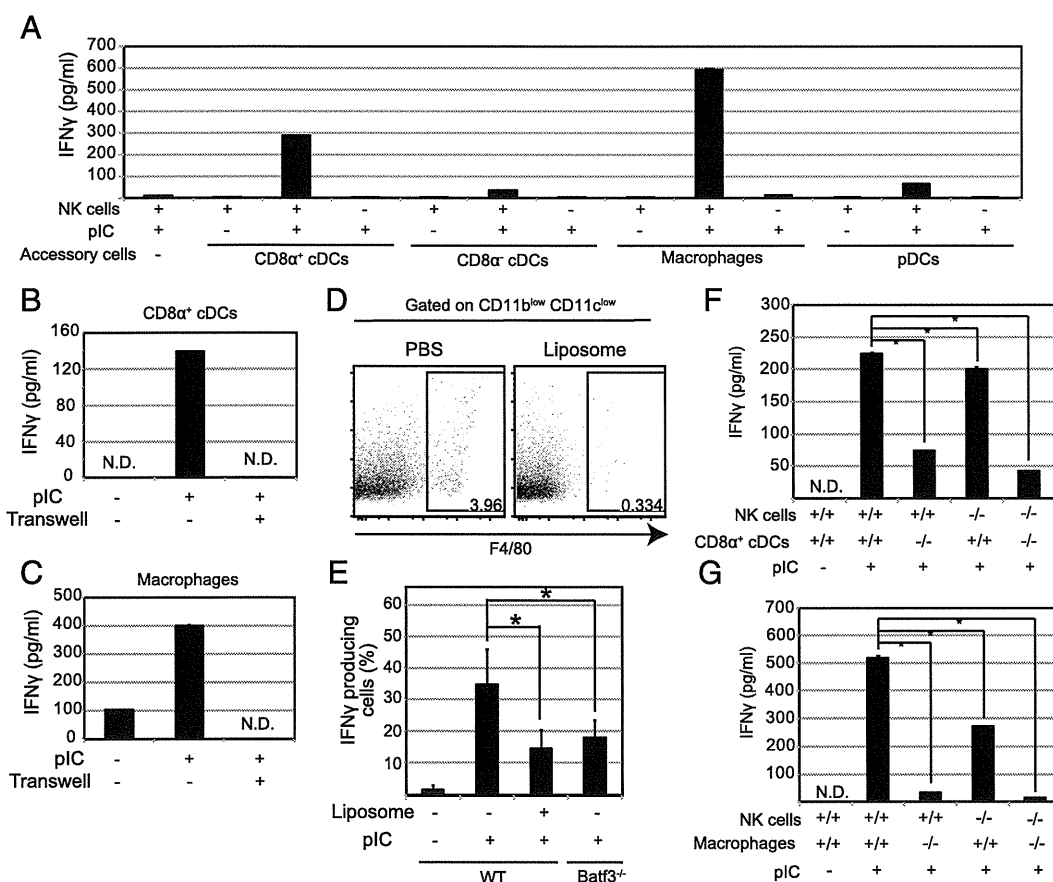 A
IFNγ (pg/ml)
700
600
500
400
300
200
100
NK cells + + + - + + - + + - + + -
pIC + - + + - + + - + + - + +
Accessory cells - CD8α⁺ cDCs CD8α⁻ cDCs Macrophages pDCs
B
CD8α⁺ cDCs
IFNγ (pg/ml)
160
120
80
40
0
N.D. N.D.
pIC - + +
Transwell - - +
C
Macrophages
IFNγ (pg/ml)
500
400
300
200
100
0
N.D.
pIC - + +
Transwell - - +
D
Gated on CD11b^low CD11c^low
PBS Liposome
3.96 0.334
F4/80
E
IFNγ producing
cells (%)
60
50
40
30
20
10
* *
Liposome - - + -
pIC - + + +
WT Batf3⁻/⁻
F
IFNγ (pg/ml)
300
250
200
150
100
50
N.D.
* * *
NK cells +/+ +/+ +/+ -/- -/-
CD8α⁺ cDCs +/+ +/+ -/- +/+ -/-
pIC - + + + +
G
IFNγ (pg/ml)
700
600
500
400
300
200
100
N.D.
* * *
NK cells +/+ +/+ +/+ -/- -/-
Macrophages +/+ +/+ -/- +/+ -/-
pIC - + + + +